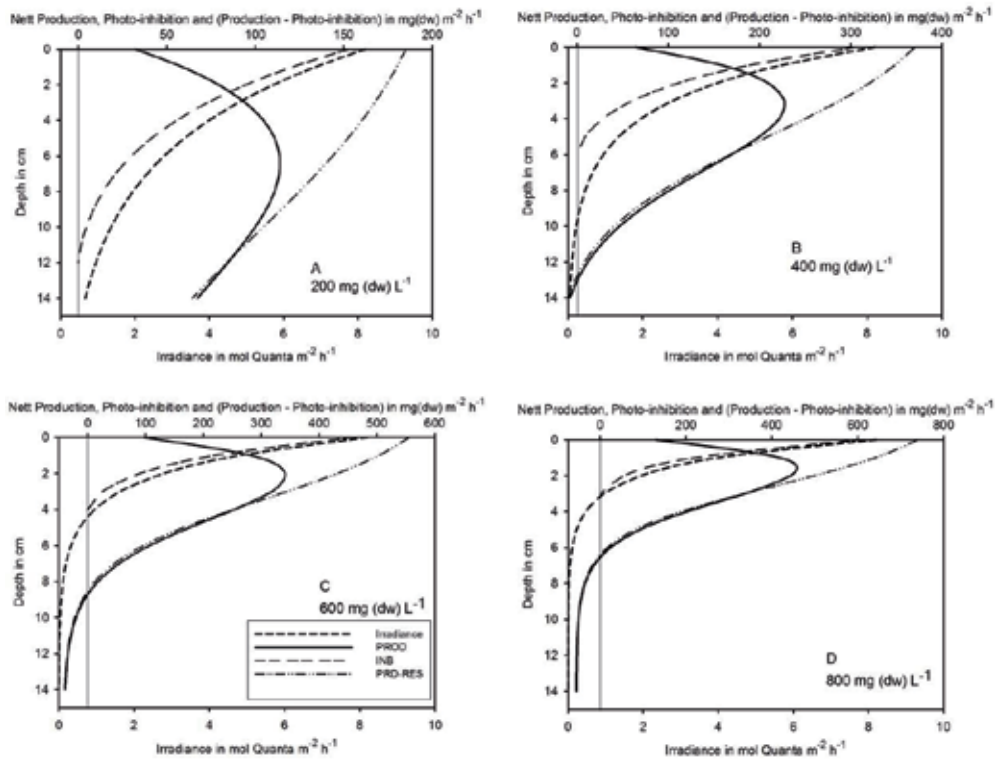 Nett Production, Photo-inhibition and (Production - Photo-inhibition) in mg(dw) m⁻² h⁻¹
0 50 100 150 200
0
2
4
6
8
10
12
14
Depth in cm
A
200 mg (dw) L⁻¹
0 2 4 6 8 10
Irradiance in mol Quanta m⁻² h⁻¹
Nett Production, Photo-inhibition and (Production - Photo-inhibition) in mg(dw) m⁻² h⁻¹
0 100 200 300 400
0
2
4
6
8
10
12
14
Depth in cm
B
400 mg (dw) L⁻¹
0 2 4 6 8 10
Irradiance in mol Quanta m⁻² h⁻¹
Nett Production, Photo-inhibition and (Production - Photo-inhibition) in mg(dw) m⁻² h⁻¹
0 100 200 300 400 500 600
0
2
4
6
8
10
12
14
Depth in cm
C
600 mg (dw) L⁻¹
Irradiance
PROD
INB
PRD-RES
0 2 4 6 8 10
Irradiance in mol Quanta m⁻² h⁻¹
Nett Production, Photo-inhibition and (Production - Photo-inhibition) in mg(dw) m⁻² h⁻¹
0 200 400 600 800
0
2
4
6
8
10
12
14
Depth in cm
D
800 mg (dw) L⁻¹
0 2 4 6 8 10
Irradiance in mol Quanta m⁻² h⁻¹